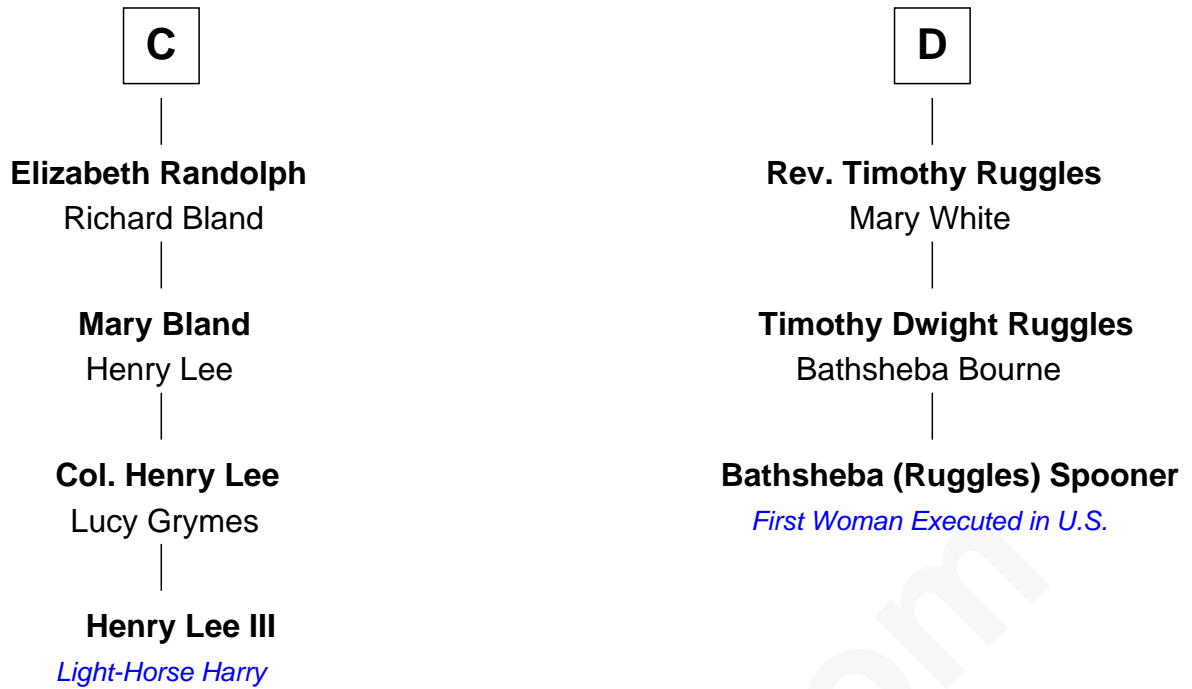 C
Elizabeth Randolph
Richard Bland
Mary Bland
Henry Lee
Col. Henry Lee
Lucy Grymes
Henry Lee III
Light-Horse Harry
D
Rev. Timothy Ruggles
Mary White
Timothy Dwight Ruggles
Bathsheba Bourne
Bathsheba (Ruggles) Spooner
First Woman Executed in U.S.
om